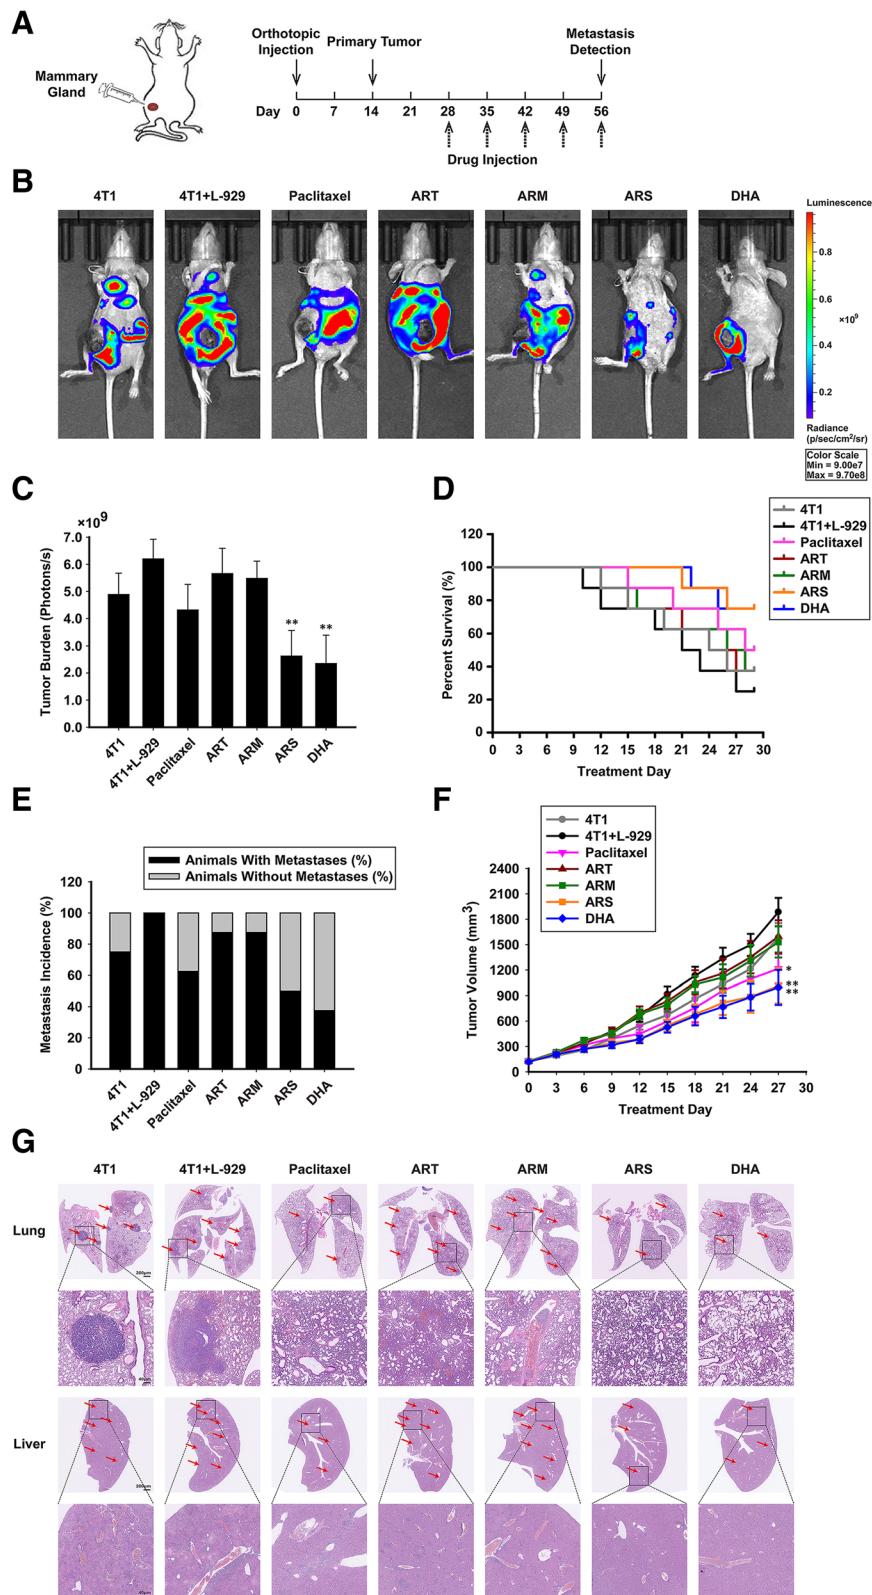 A
Orthotopic
Injection
Primary Tumor
Metastasis
Detection
Mammary
Gland
Day
0 7 14 21 28 35 42 49 56
Drug Injection
B
4T1 4T1+L-929 Paclitaxel ART ARM ARS DHA
Luminescence
0.8
0.6
×10⁹
0.4
0.2
Radiance
(p/sec/cm²/sr)
Color Scale
Min = 9.00e7
Max = 9.70e8
C
×10⁹
Tumor Burden (Photons/s)
7.0
6.0
5.0
4.0
3.0
2.0
1.0
0.0
** **
4T1 4T1+L-929 Paclitaxel ART ARM ARS DHA
D
4T1
4T1+L-929
Paclitaxel
ART
ARM
ARS
DHA
Percent Survival (%)
120
100
80
60
40
20
0
0 3 6 9 12 15 18 21 24 27 30
Treatment Day
E
Animals With Metastases (%)
Animals Without Metastases (%)
Metastasis Incidence (%)
120
100
80
60
40
20
0
4T1 4T1+L-929 Paclitaxel ART ARM ARS DHA
F
4T1
4T1+L-929
Paclitaxel
ART
ARM
ARS
DHA
Tumor Volume (mm³)
2400
2100
1800
1500
1200
900
600
300
0
*
**
**
0 3 6 9 12 15 18 21 24 27 30
Treatment Day
G
4T1 4T1+L-929 Paclitaxel ART ARM ARS DHA
Lung
200μm
40μm
Liver
200μm
40μm